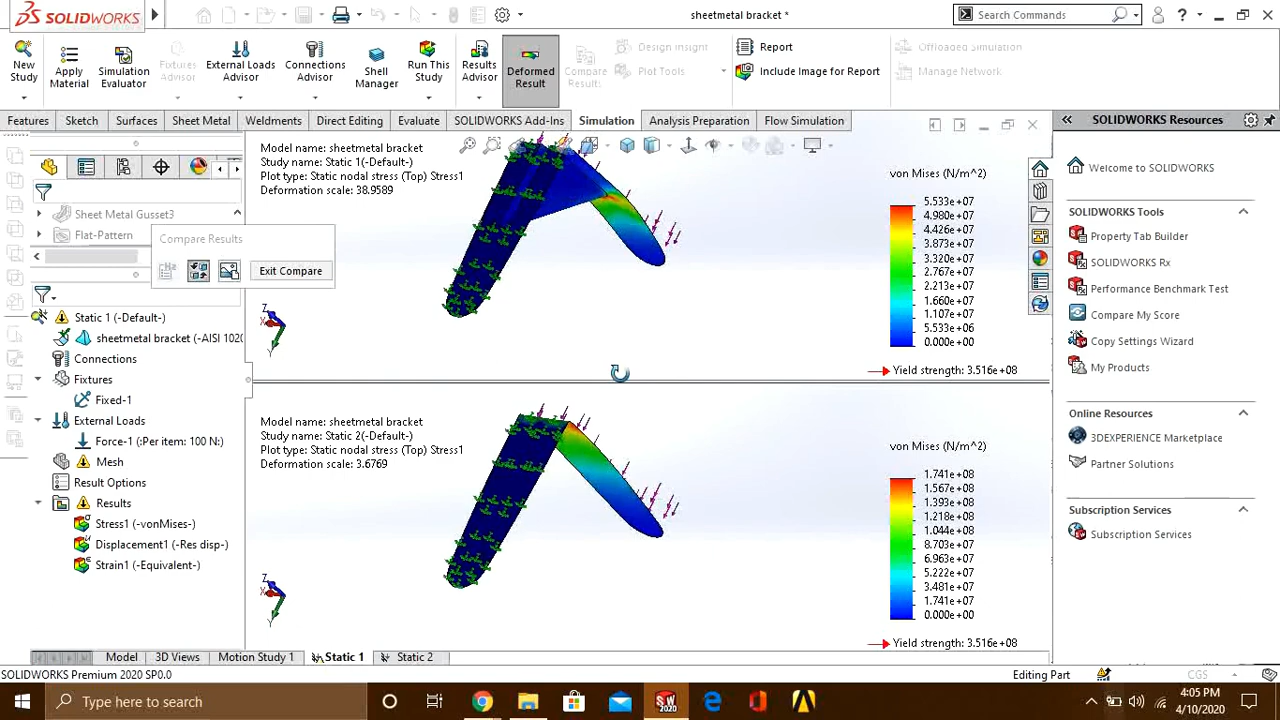 SOLIDWORKS
sheetmetal bracket *
Search Commands
?
New Study
Apply Material
Simulation Evaluator
Fixtures Advisor
External Loads Advisor
Connections Advisor
Shell Manager
Run This Study
Results Advisor
Deformed Result
Compare Results
Design Insight
Plot Tools
Report
Include Image for Report
Offloaded Simulation
Manage Network
Features
Sketch
Surfaces
Sheet Metal
Weldments
Direct Editing
Evaluate
SOLIDWORKS Add-Ins
Simulation
Analysis Preparation
Flow Simulation
Sheet Metal Gusset3
Flat-Pattern
Compare Results
Exit Compare
Static 1 (-Default-)
sheetmetal bracket (-AISI 1020
Connections
Fixtures
Fixed-1
External Loads
Force-1 (:Per item: 100 N:)
Mesh
Result Options
Results
Stress1 (-vonMises-)
Displacement1 (-Res disp-)
Strain1 (-Equivalent-)
Model name: sheetmetal bracket
Study name: Static 1(-Default-)
Plot type: Static nodal stress (Top) Stress1
Deformation scale: 38.9589
von Mises (N/m^2)
5.533e+07
4.980e+07
4.426e+07
3.873e+07
3.320e+07
2.767e+07
2.213e+07
1.660e+07
1.107e+07
5.533e+06
0.000e+00
Yield strength: 3.516e+08
Z
X
Y
Model name: sheetmetal bracket
Study name: Static 2(-Default-)
Plot type: Static nodal stress (Top) Stress1
Deformation scale: 3.6769
von Mises (N/m^2)
1.741e+08
1.567e+08
1.393e+08
1.218e+08
1.044e+08
8.703e+07
6.963e+07
5.222e+07
3.481e+07
1.741e+07
0.000e+00
Yield strength: 3.516e+08
Z
X
Y
SOLIDWORKS Resources
Welcome to SOLIDWORKS
SOLIDWORKS Tools
Property Tab Builder
SOLIDWORKS Rx
Performance Benchmark Test
Compare My Score
Copy Settings Wizard
My Products
Online Resources
3DEXPERIENCE Marketplace
Partner Solutions
Subscription Services
Subscription Services
Model
3D Views
Motion Study 1
Static 1
Static 2
SOLIDWORKS Premium 2020 SP0.0
Editing Part
CGS
Type here to search
4:05 PM
4/10/2020